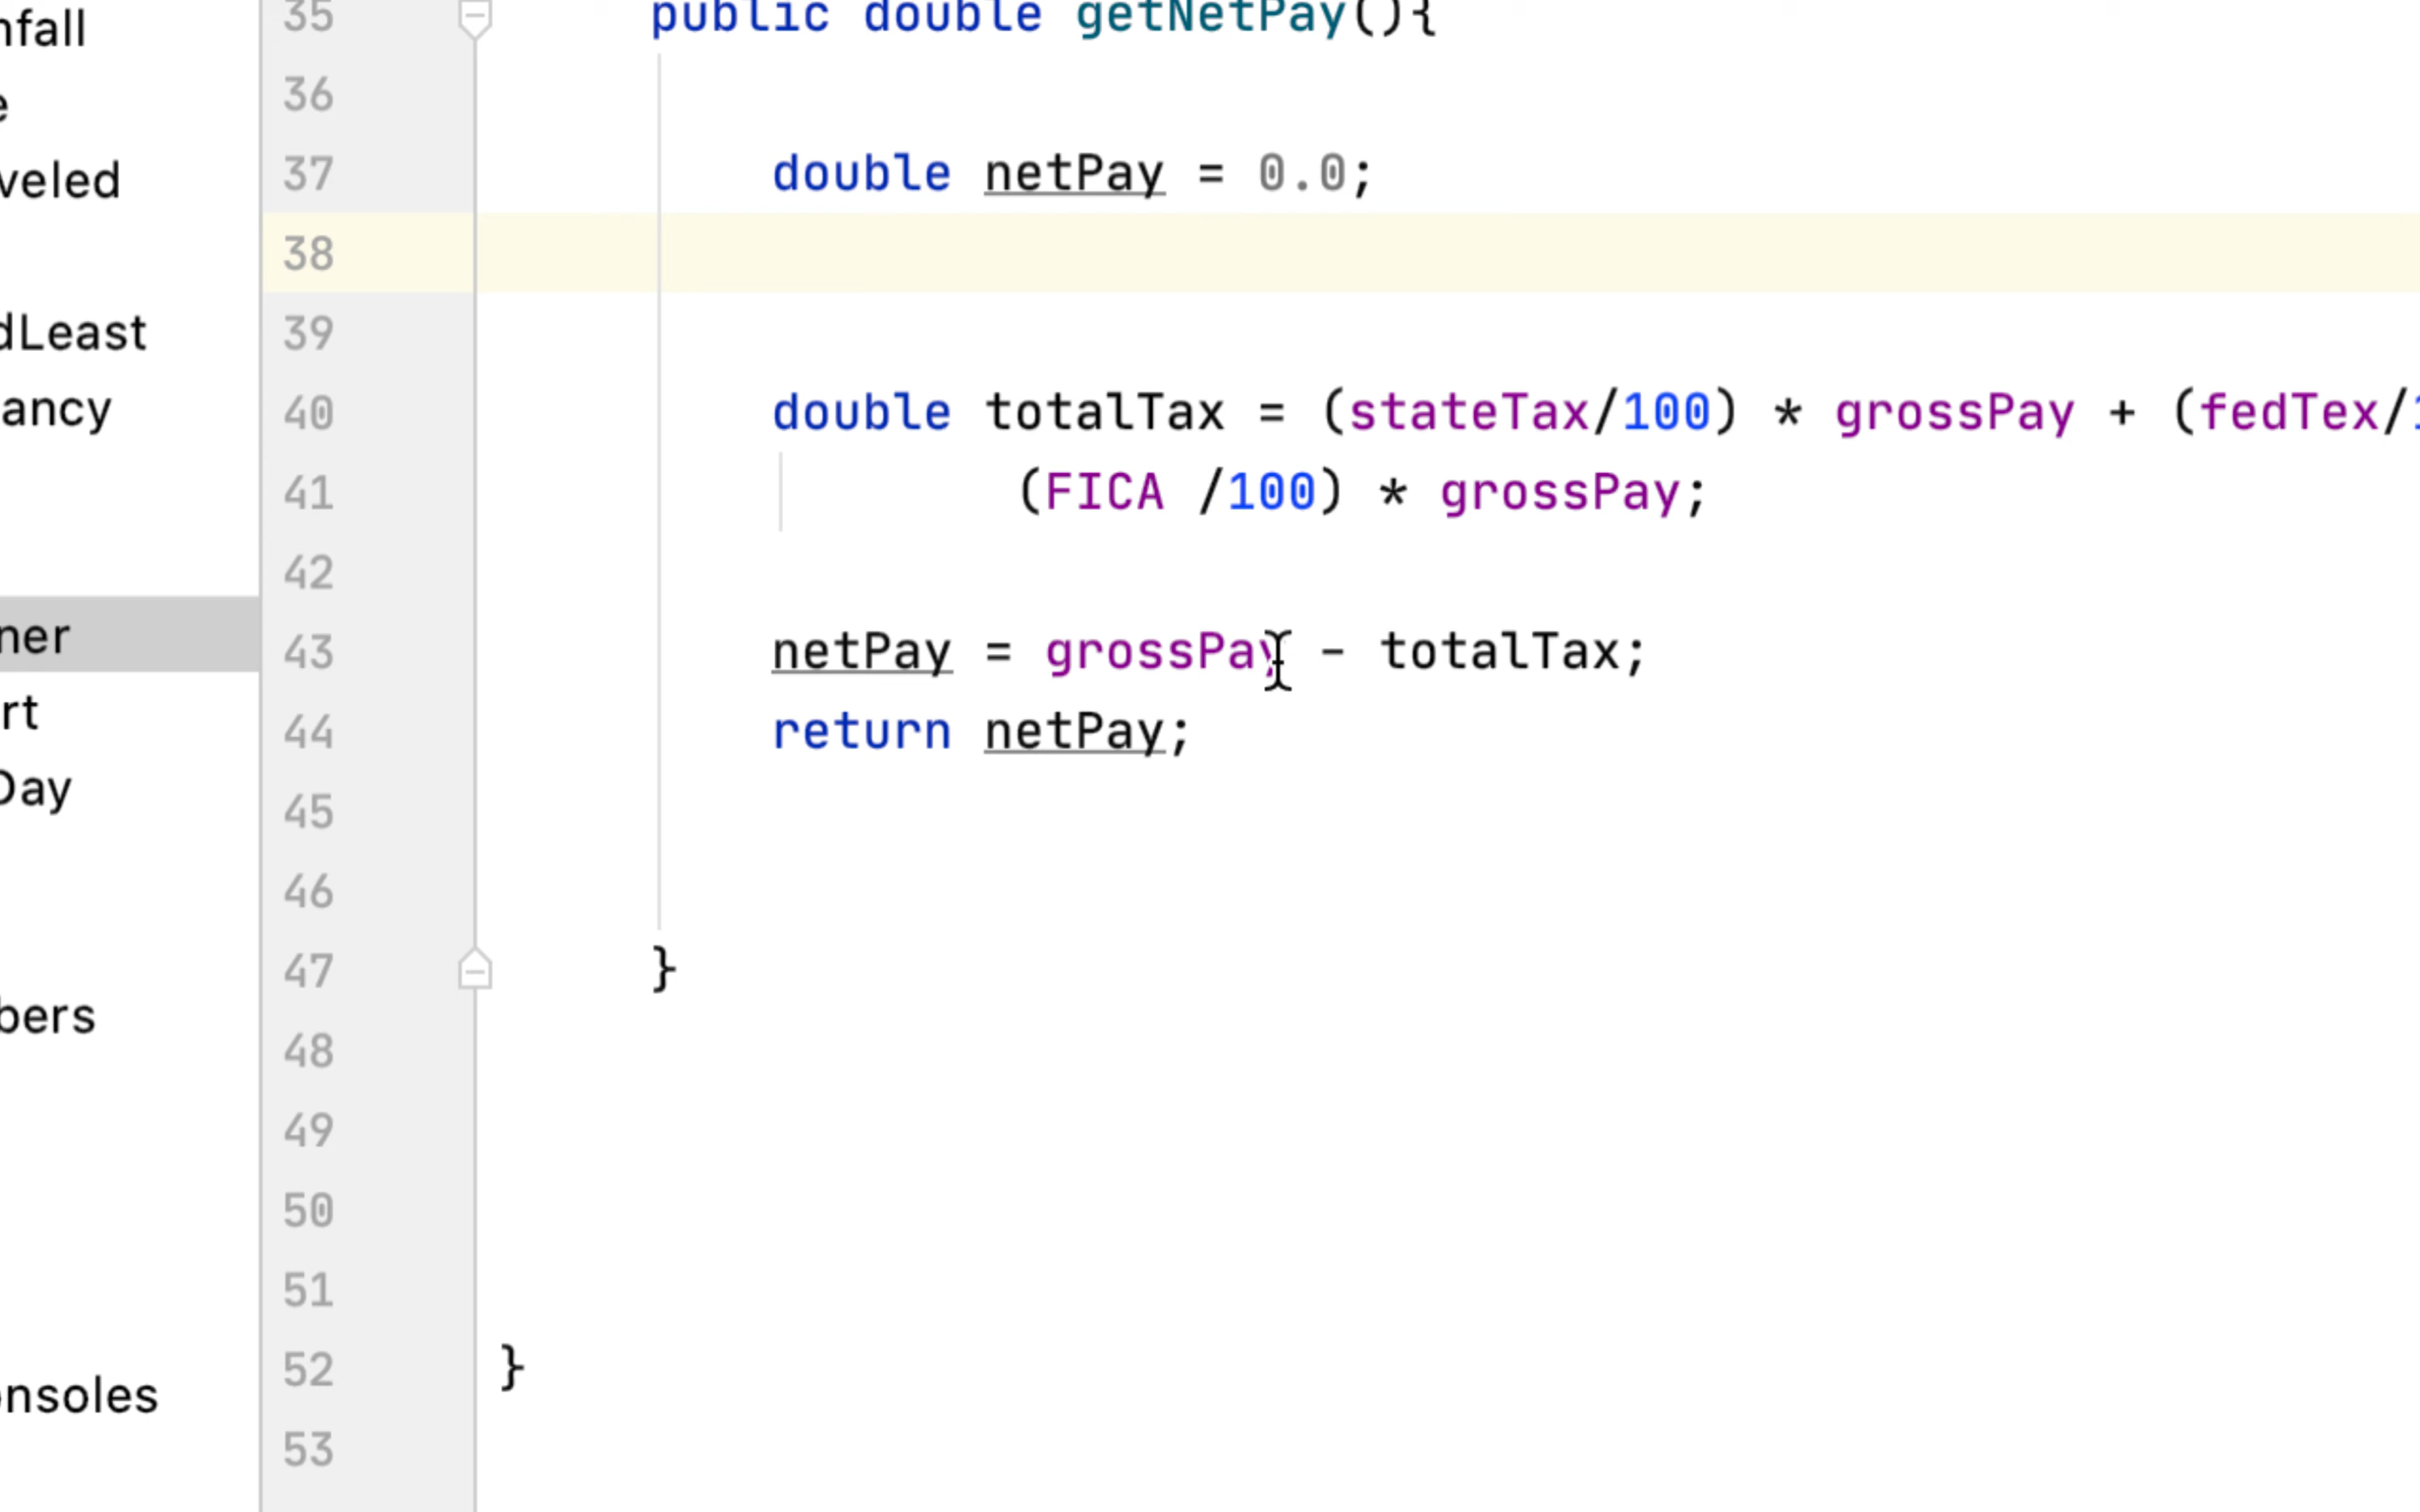 nfall
e
veled
dLeast
ancy
ner
rt
Day
bers
ensoles
35 public double getNetPay(){
36
37 double netPay = 0.0;
38
39
40 double totalTax = (stateTax/100) * grossPay + (fedTex/1
41 (FICA /100) * grossPay;
42
43 netPay = grossPay - totalTax;
44 return netPay;
45
46
47 }
48
49
50
51
52 }
53